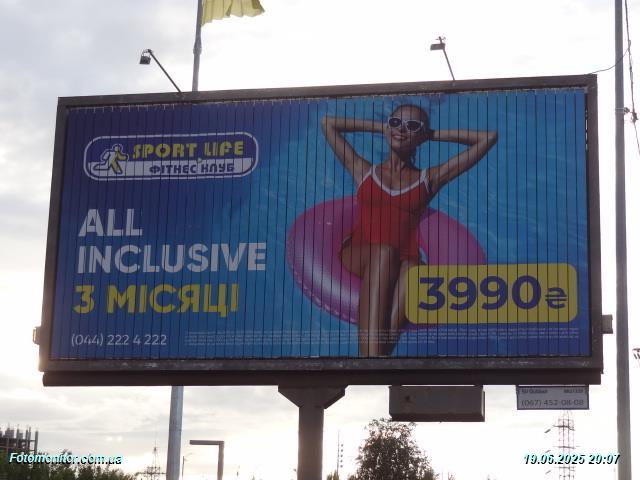 SPORT LIFE
ФІТНЕС КЛУБ
ALL
INCLUSIVE
3 МІСЯЦІ
3990₴
(044) 222 4 222
(067) 452-08-08
Fotomonitor.com.ua
19.06.2025 20:07